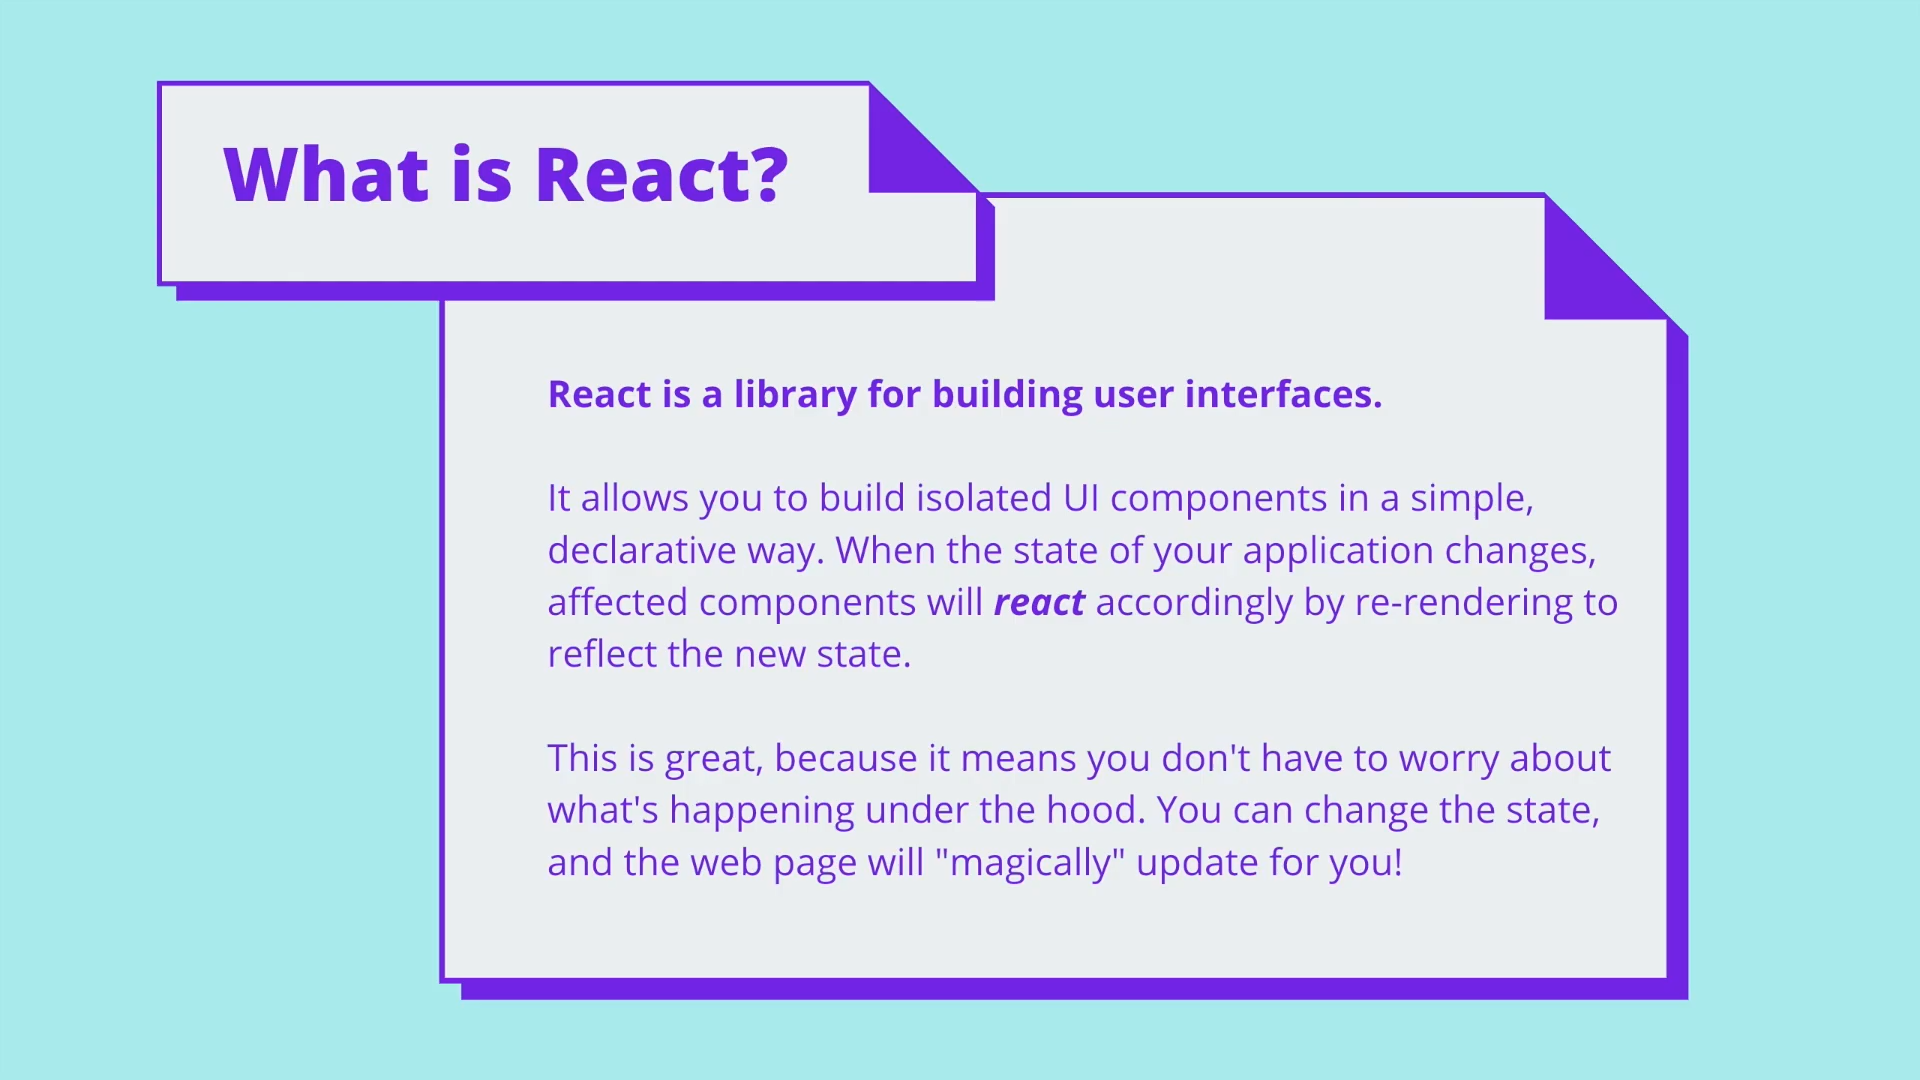 What is React?
React is a library for building user interfaces.
It allows you to build isolated UI components in a simple,
declarative way. When the state of your application changes,
affected components will react accordingly by re-rendering to
reflect the new state.
This is great, because it means you don't have to worry about
what's happening under the hood. You can change the state,
and the web page will "magically" update for you!